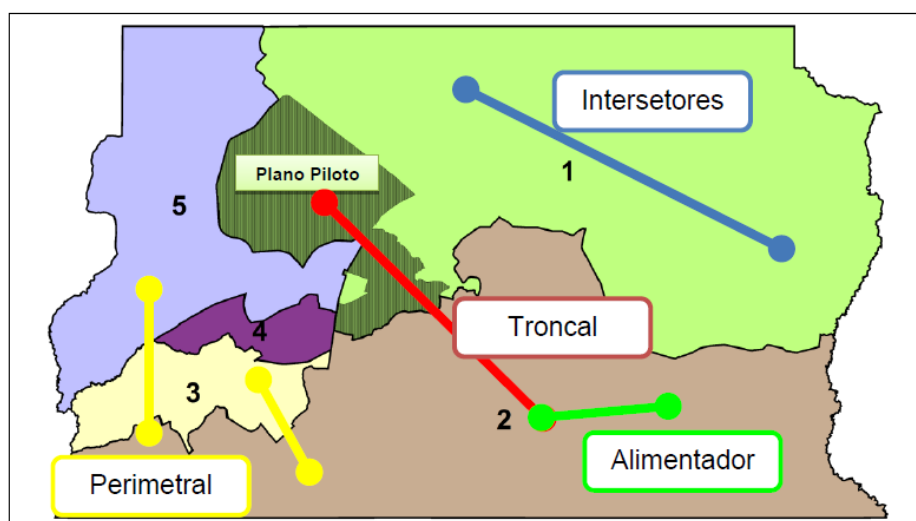 Intersetores
Plano Piloto
1
5
Troncal
4
3
2
Alimentador
Perimetral